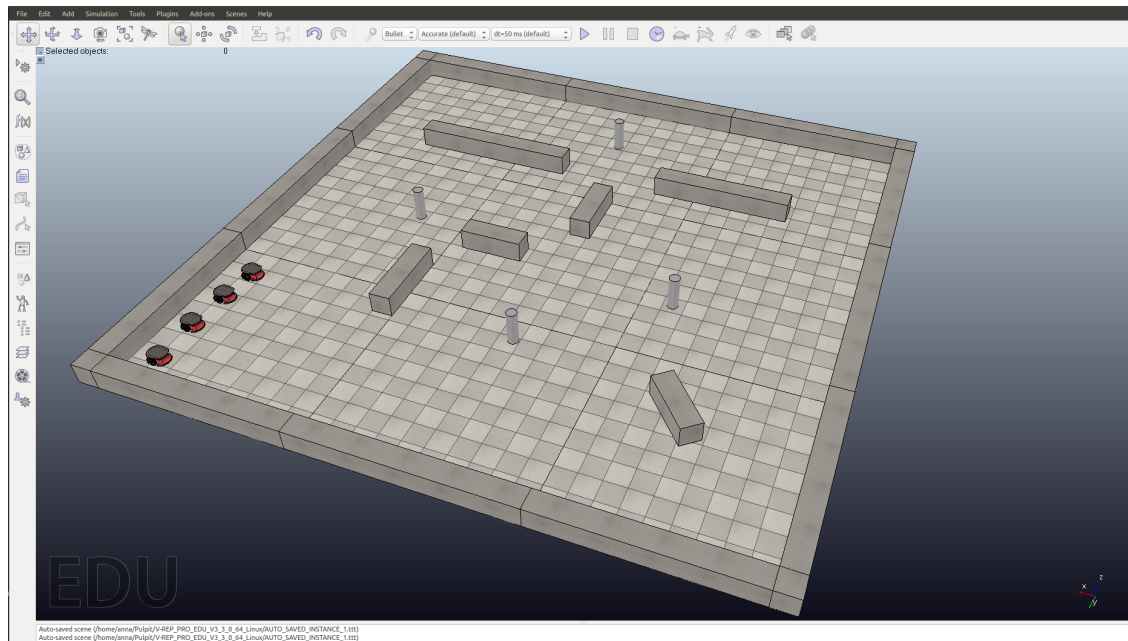 File Edit Add Simulation Tools Plugins Add-ons Scenes Help
Bullet Accurate (default) dt=50 ms (default)
Selected objects: 0
EDU
x z
y
Auto-saved scene (/home/anna/Pulpit/V-REP_PRO_EDU_V3_3_0_64_Linux/AUTO_SAVED_INSTANCE_1.ttt)
Auto-saved scene (/home/anna/Pulpit/V-REP_PRO_EDU_V3_3_0_64_Linux/AUTO_SAVED_INSTANCE_1.ttt)